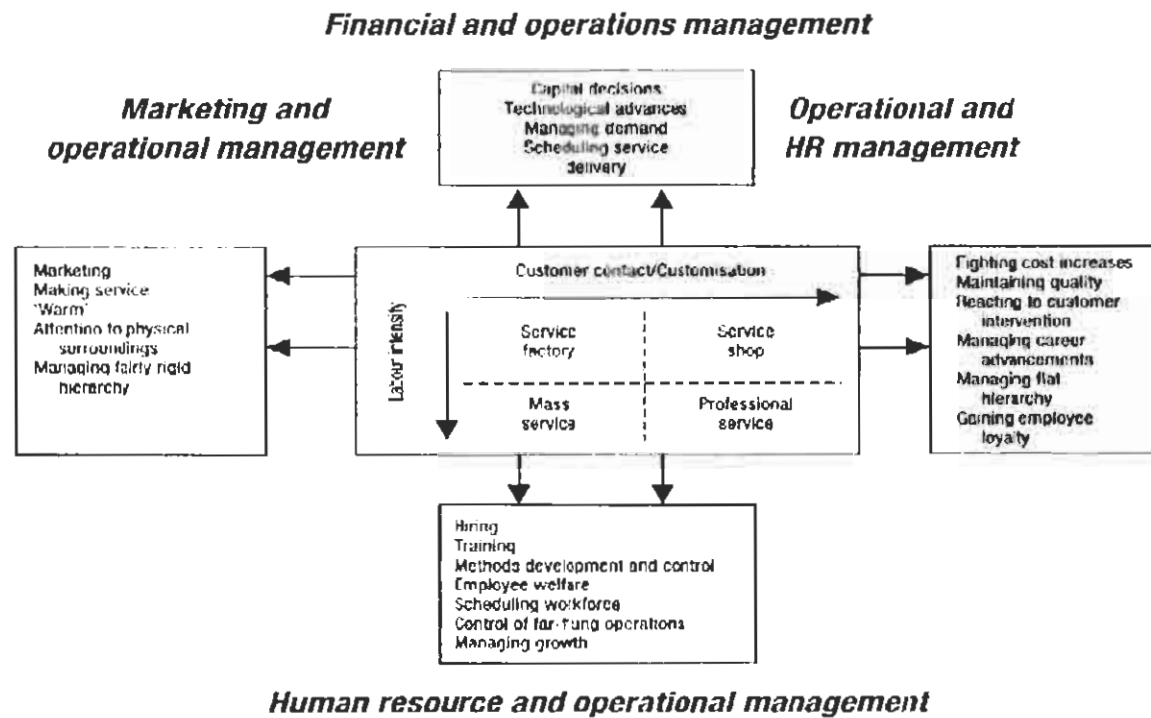 Financial and operations management
Marketing and
operational management
Capital decisions
Technological advances
Managing demand
Scheduling service
delivery
Operational and
HR management
Marketing
Making service
'Warm'
Attention to physical
surroundings
Managing fairly rigid
hierarchy
Customer contact/Customisation
Labour intensity
Service
factory
Service
shop
Mass
service
Professional
service
Fighting cost increases
Maintaining quality
Reacting to customer
intervention
Managing career
advancements
Managing flat
hierarchy
Gaining employee
loyalty
Hiring
Training
Methods development and control
Employee welfare
Scheduling workforce
Control of far-flung operations
Managing growth
Human resource and operational management